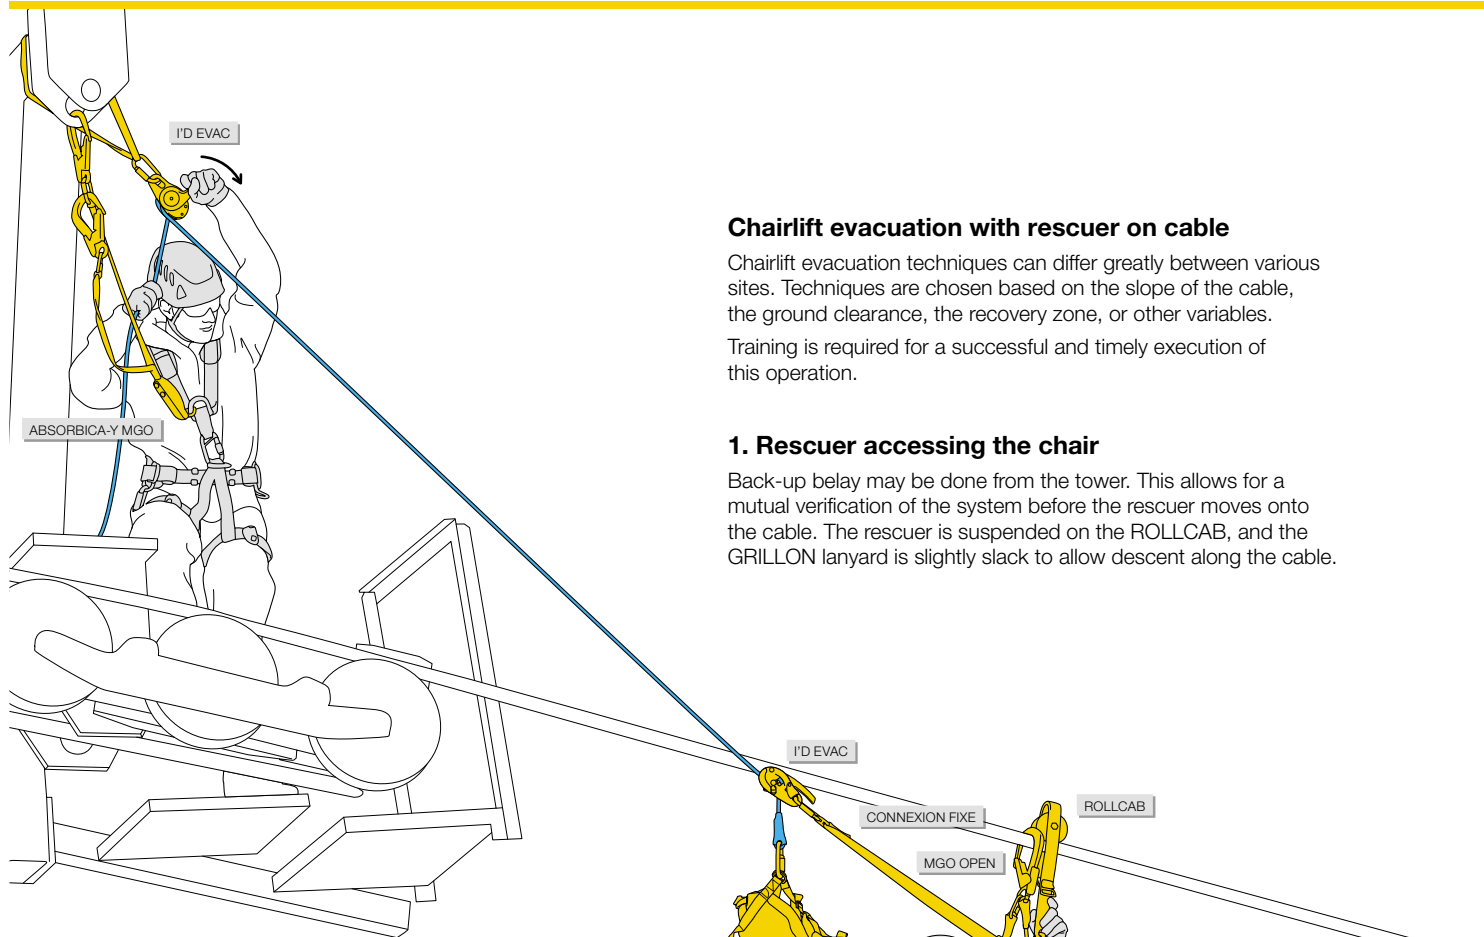 I'D EVAC
Chairlift evacuation with rescuer on cable
Chairlift evacuation techniques can differ greatly between various
sites. Techniques are chosen based on the slope of the cable,
the ground clearance, the recovery zone, or other variables.
Training is required for a successful and timely execution of
this operation.
ABSORBICA-Y MGO
1. Rescuer accessing the chair
Back-up belay may be done from the tower. This allows for a
mutual verification of the system before the rescuer moves onto
the cable. The rescuer is suspended on the ROLLCAB, and the
GRILLON lanyard is slightly slack to allow descent along the cable.
I'D EVAC
ROLLCAB
CONNEXION FIXE
MGO OPEN